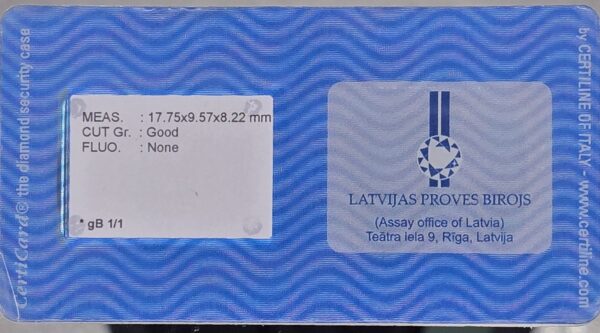 CertiCard® the diamond security case
MEAS. : 17.75x9.57x8.22 mm
CUT Gr. : Good
FLUO. : None
* gB 1/1
LATVIJAS PROVES BIROJS
(Assay office of Latvia)
Teātra iela 9, Rīga, Latvija
by CERTILINE OF ITALY - www.certiline.com